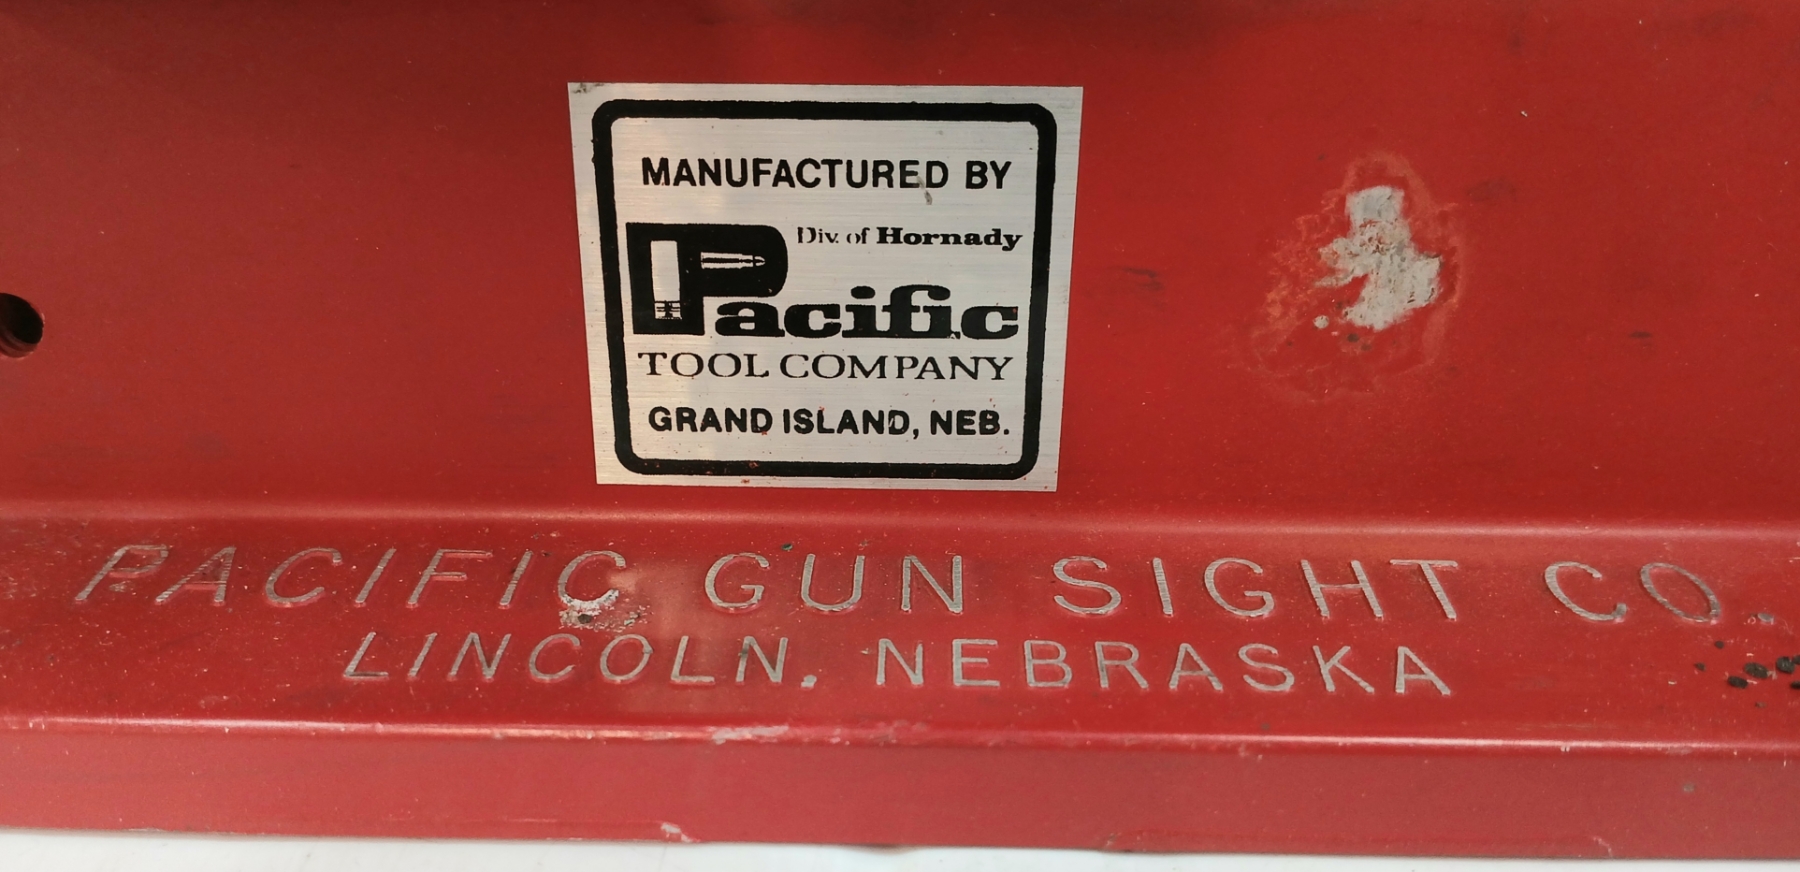 MANUFACTURED BY
Div. of Hornady
Pacific
TOOL COMPANY
GRAND ISLAND, NEB.
PACIFIC GUN SIGHT CO.
LINCOLN, NEBRASKA